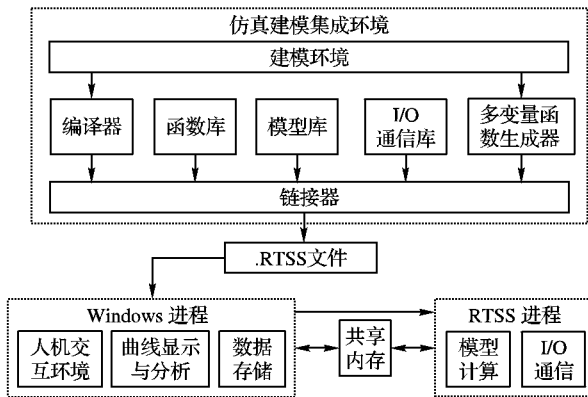 仿真建模集成环境
建模环境
编译器
函数库
模型库
I/O
通信库
多变量函
数生成器
链接器
.RTSS文件
Windows 进程
人机交
互环境
曲线显示
与分析
数据
存储
共享
内存
RTSS 进程
模型
计算
I/O
通信